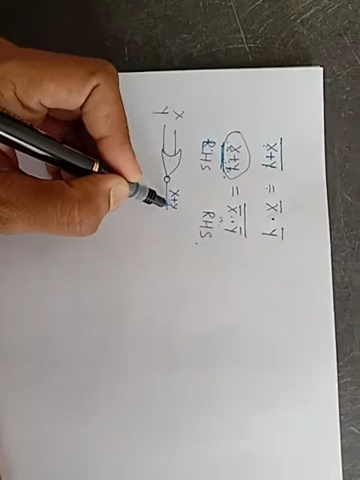 x̅+̅y̅ = x̅ · y̅
x̅+̅y̅ = x̅ · y̅
RHS RHS.
x x+y
y